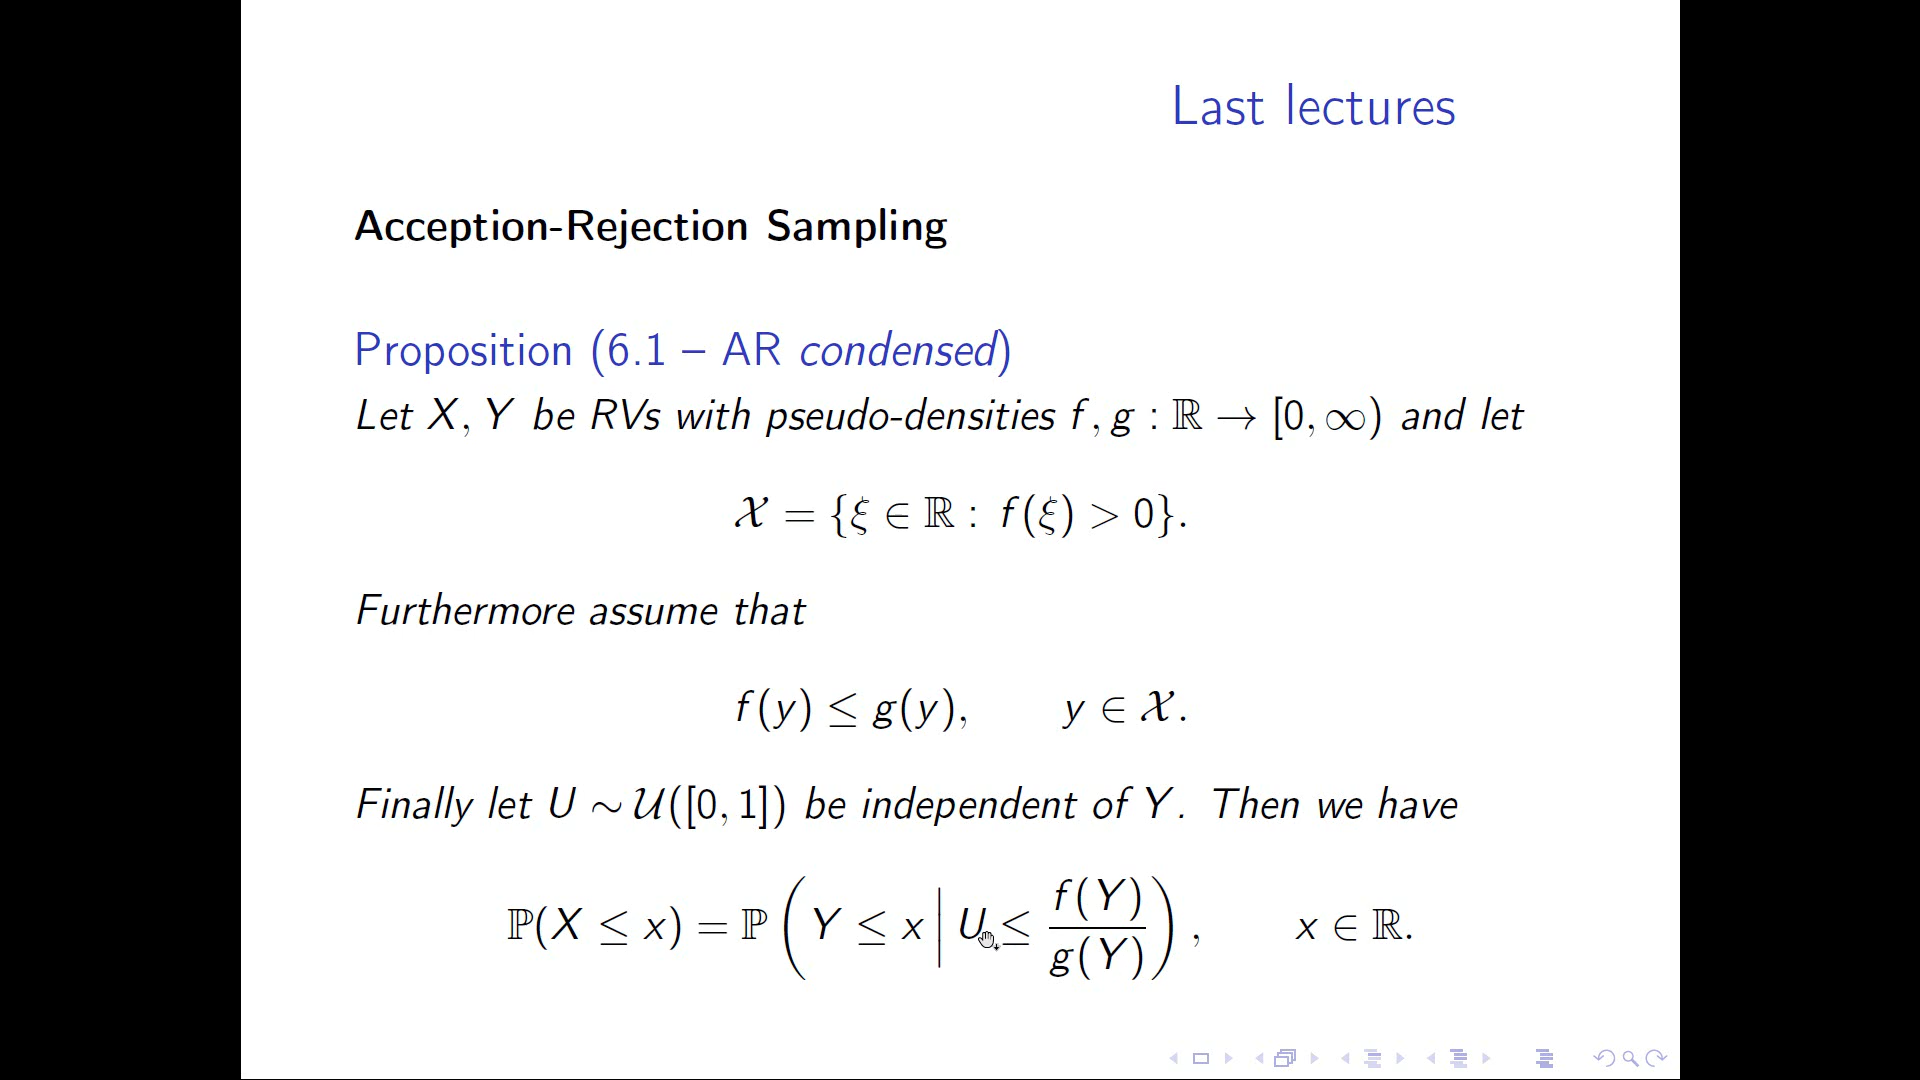 Last lectures
Acception-Rejection Sampling
Proposition (6.1 – AR condensed)
Let X, Y be RVs with pseudo-densities f, g : ℝ → [0, ∞) and let
𝒳 = {ξ ∈ ℝ : f(ξ) > 0}.
Furthermore assume that
f(y) ≤ g(y), y ∈ 𝒳.
Finally let U ∼ 𝒰([0, 1]) be independent of Y. Then we have
ℙ(X ≤ x) = ℙ(Y ≤ x | U ≤ f(Y)/g(Y)), x ∈ ℝ.